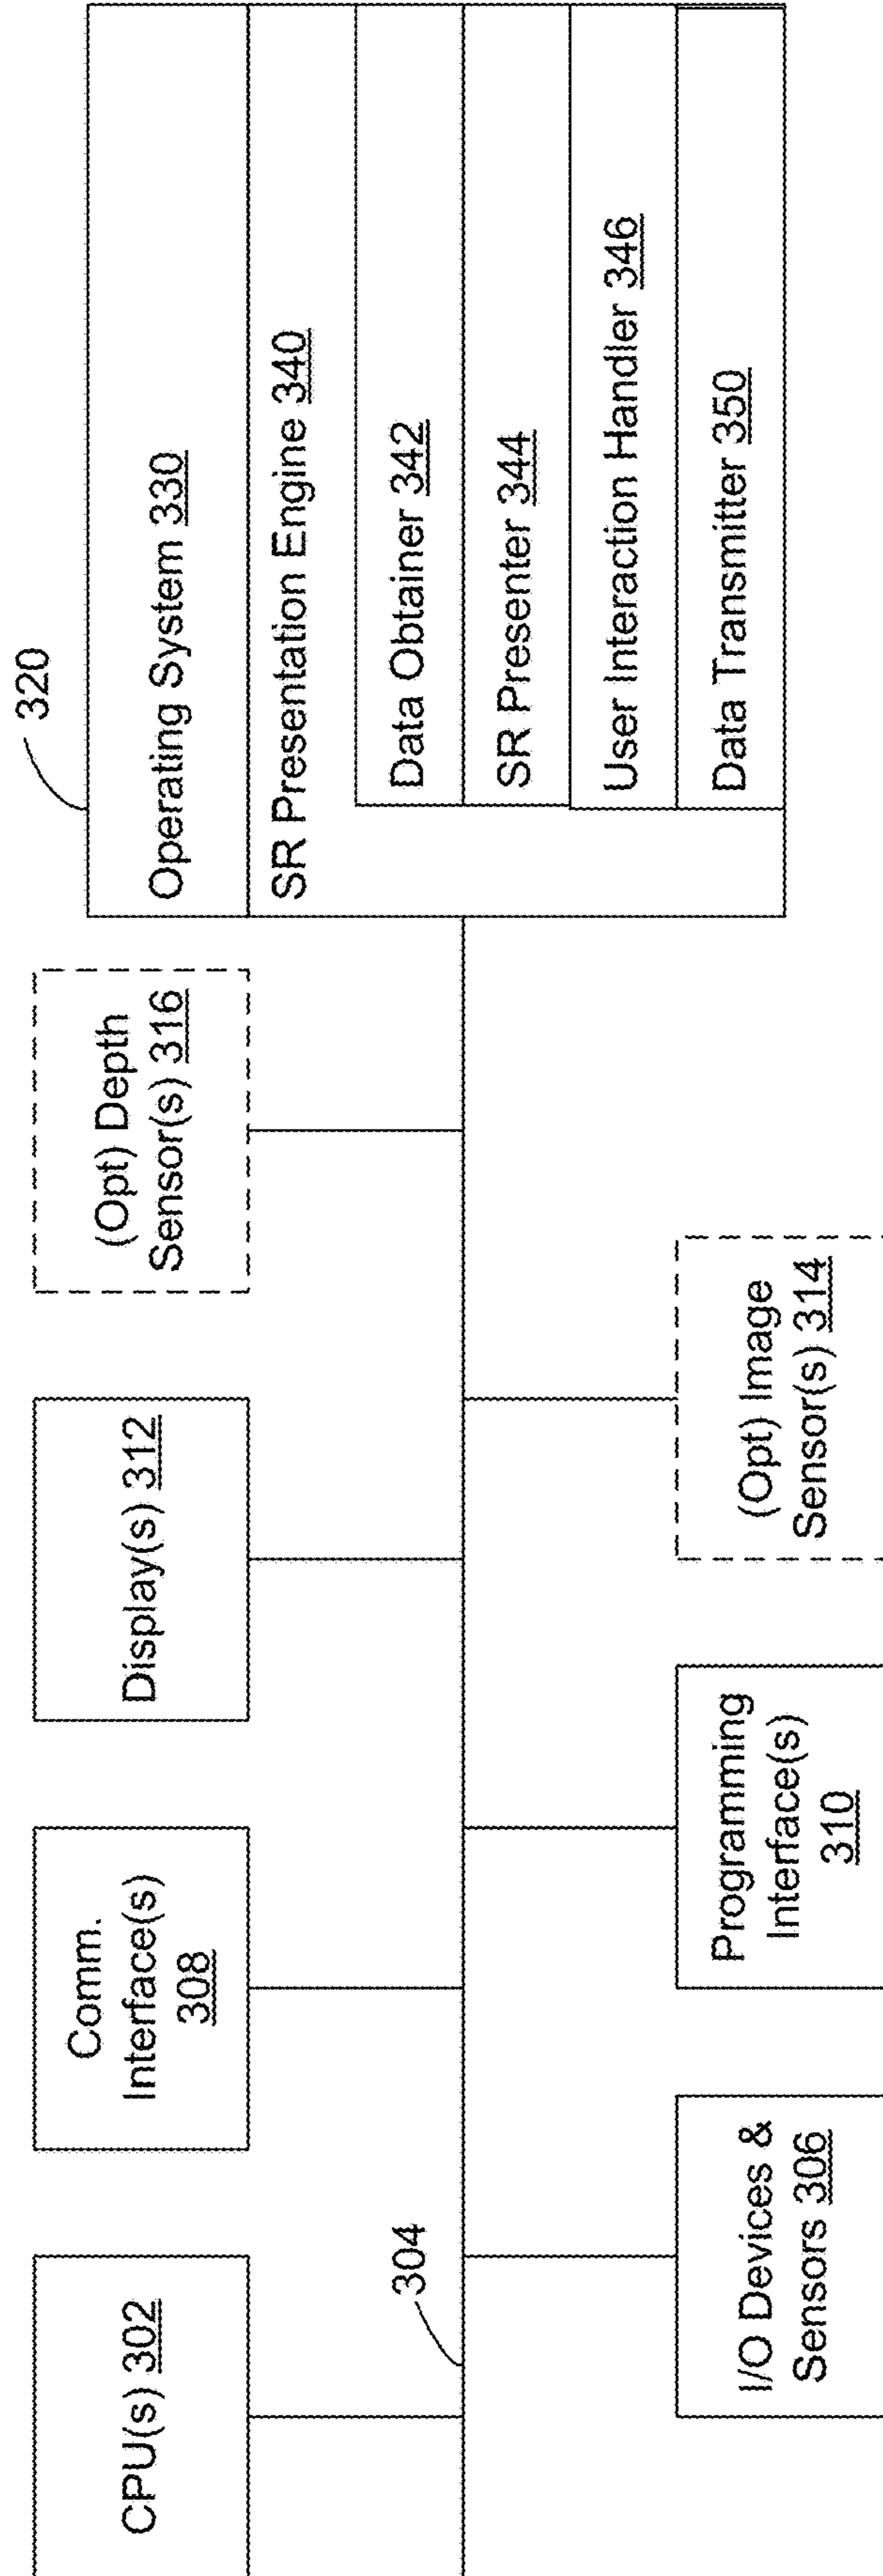 CPU(s) 302
Comm.
Interface(s)
308
Display(s) 312
(Opt) Depth
Sensor(s) 316
304
I/O Devices &
Sensors 306
Programming
Interface(s)
310
(Opt) Image
Sensor(s) 314
320
Operating System 330
SR Presentation Engine 340
Data Obtainer 342
SR Presenter 344
User Interaction Handler 346
Data Transmitter 350